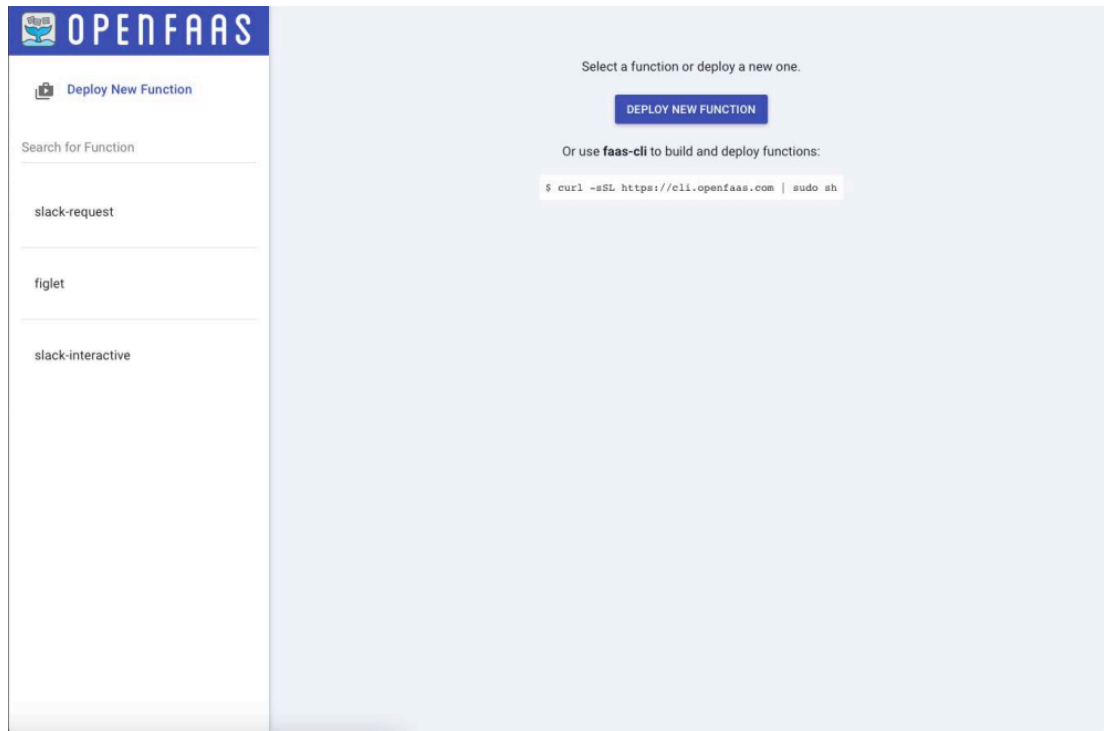 OPENFAAS
Deploy New Function
Search for Function
slack-request
figlet
slack-interactive
Select a function or deploy a new one.
DEPLOY NEW FUNCTION
Or use faas-cli to build and deploy functions:
$ curl -sSL https://cli.openfaas.com | sudo sh